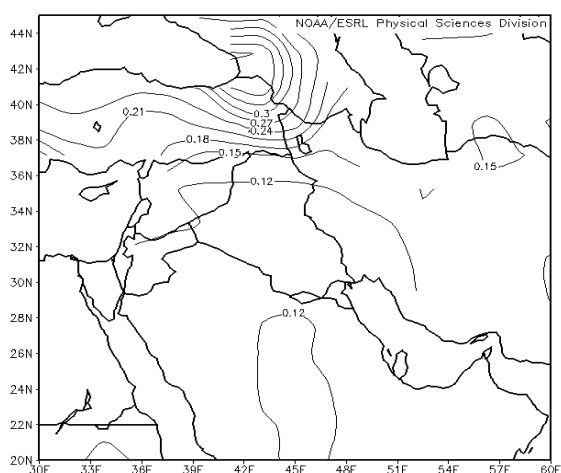 NOAA/ESRL Physical Sciences Division
44N
42N
40N
38N
36N
34N
32N
30N
28N
26N
24N
22N
20N
0.3
0.27
0.24
0.21
0.18
0.15
0.15
0.12
0.12
30E 33E 36E 39E 42E 45E 48E 51E 54E 57E 60E